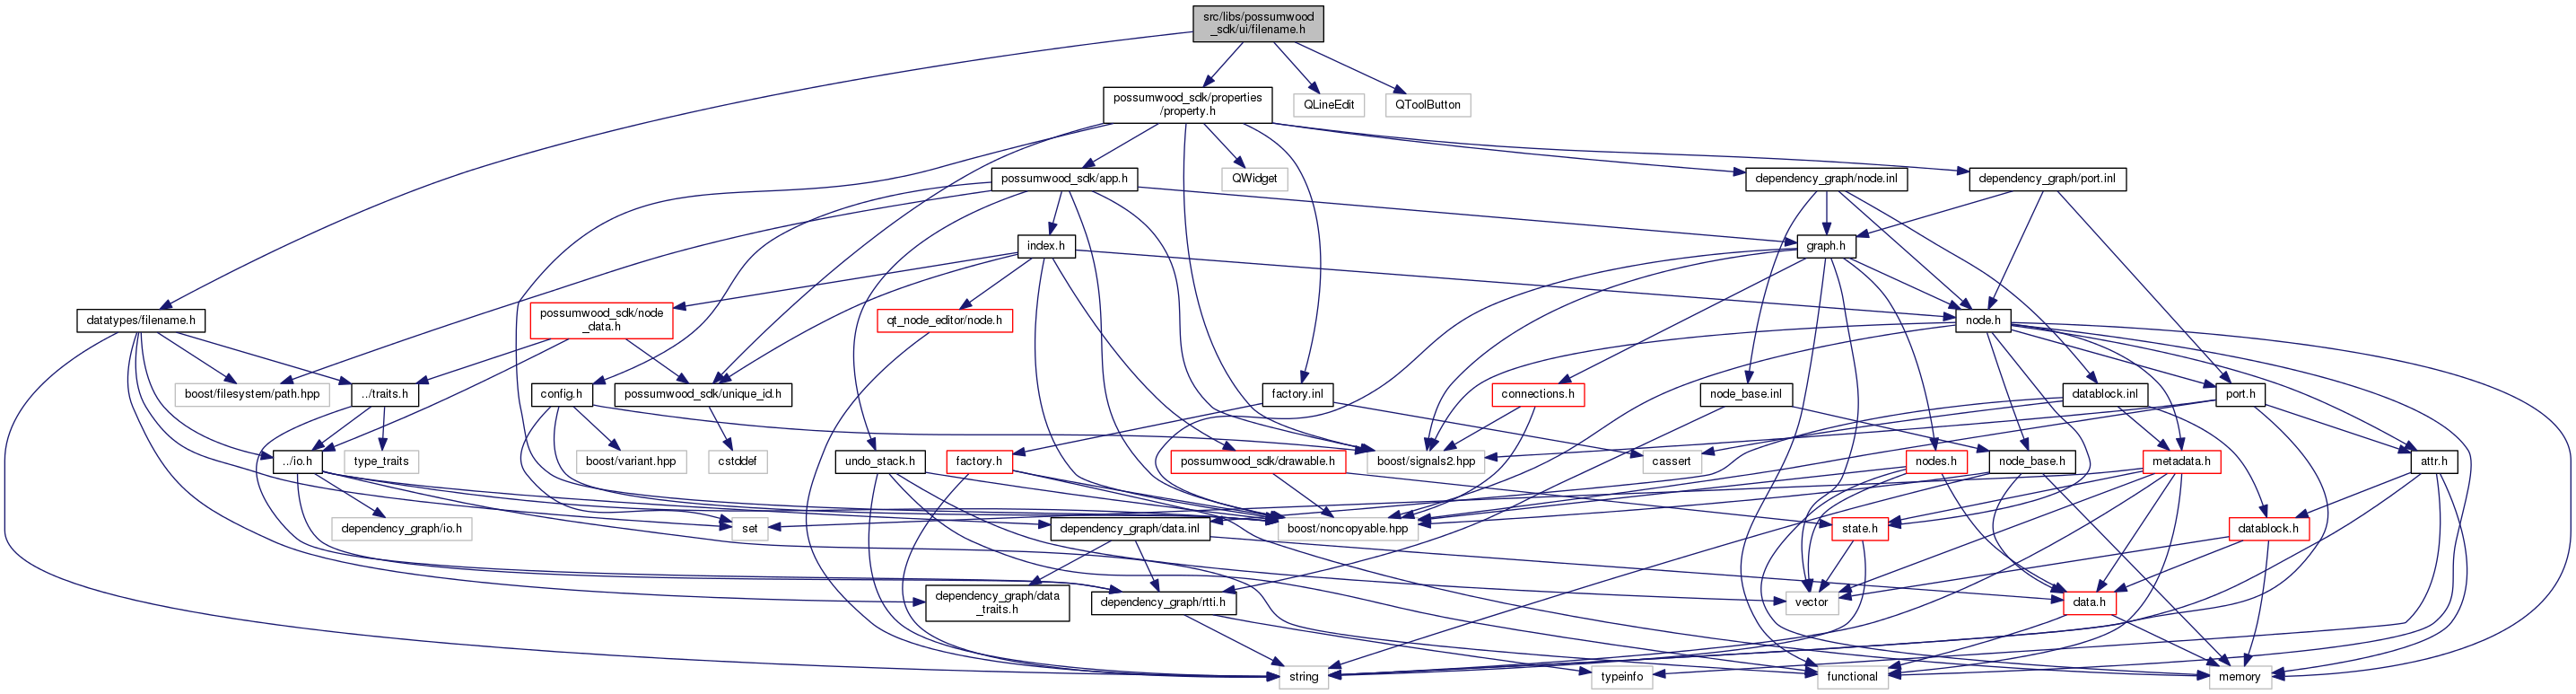 src/libs/possumwood
_sdk/ui/filename.h
possumwood_sdk/properties
/property.h
QLineEdit
QToolButton
possumwood_sdk/app.h
QWidget
dependency_graph/node.inl
dependency_graph/port.inl
index.h
graph.h
datatypes/filename.h
possumwood_sdk/node
_data.h
qt_node_editor/node.h
node.h
boost/filesystem/path.hpp
../traits.h
config.h
possumwood_sdk/unique_id.h
factory.inl
connections.h
node_base.inl
datablock.inl
port.h
../io.h
type_traits
boost/variant.hpp
cstddef
undo_stack.h
factory.h
possumwood_sdk/drawable.h
boost/signals2.hpp
cassert
nodes.h
node_base.h
metadata.h
attr.h
dependency_graph/io.h
set
dependency_graph/data.inl
boost/noncopyable.hpp
state.h
datablock.h
dependency_graph/data
_traits.h
dependency_graph/rtti.h
vector
data.h
string
typeinfo
functional
memory